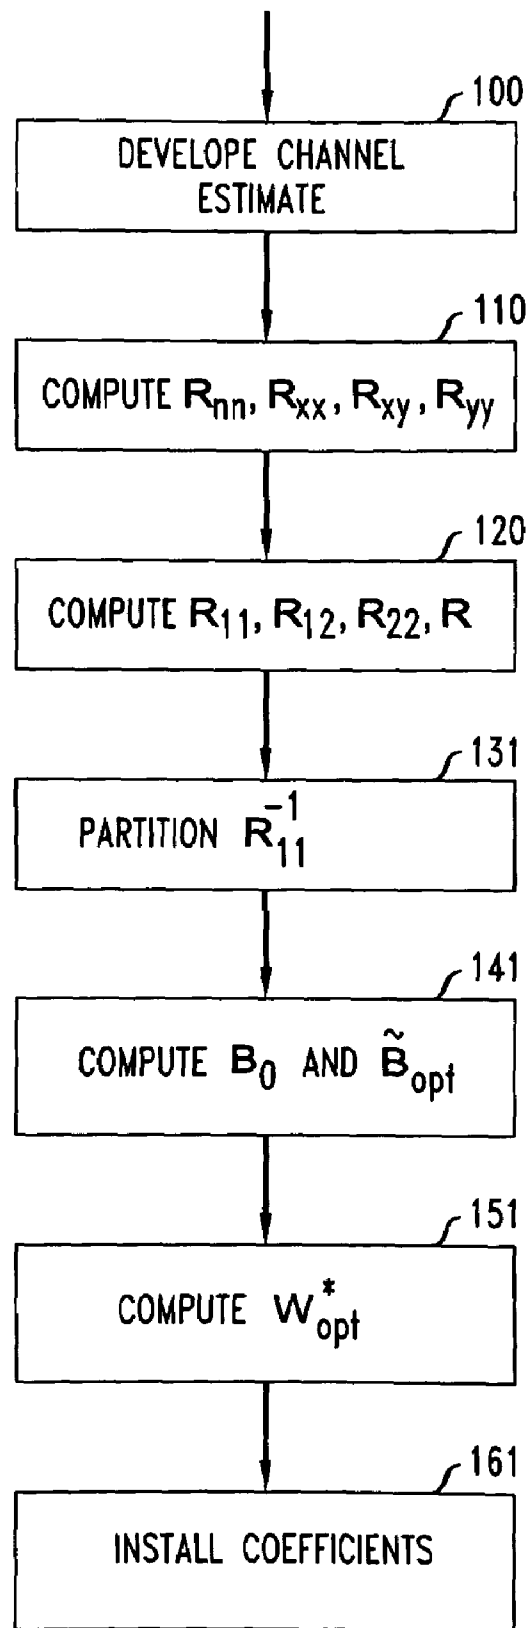 100
DEVELOPE CHANNEL
ESTIMATE
110
COMPUTE Rnn, Rxx, Rxy, Ryy
120
COMPUTE R11, R12, R22, R
131
PARTITION R11^-1
141
COMPUTE B0 AND B̃opt
151
COMPUTE W*opt
161
INSTALL COEFFICIENTS